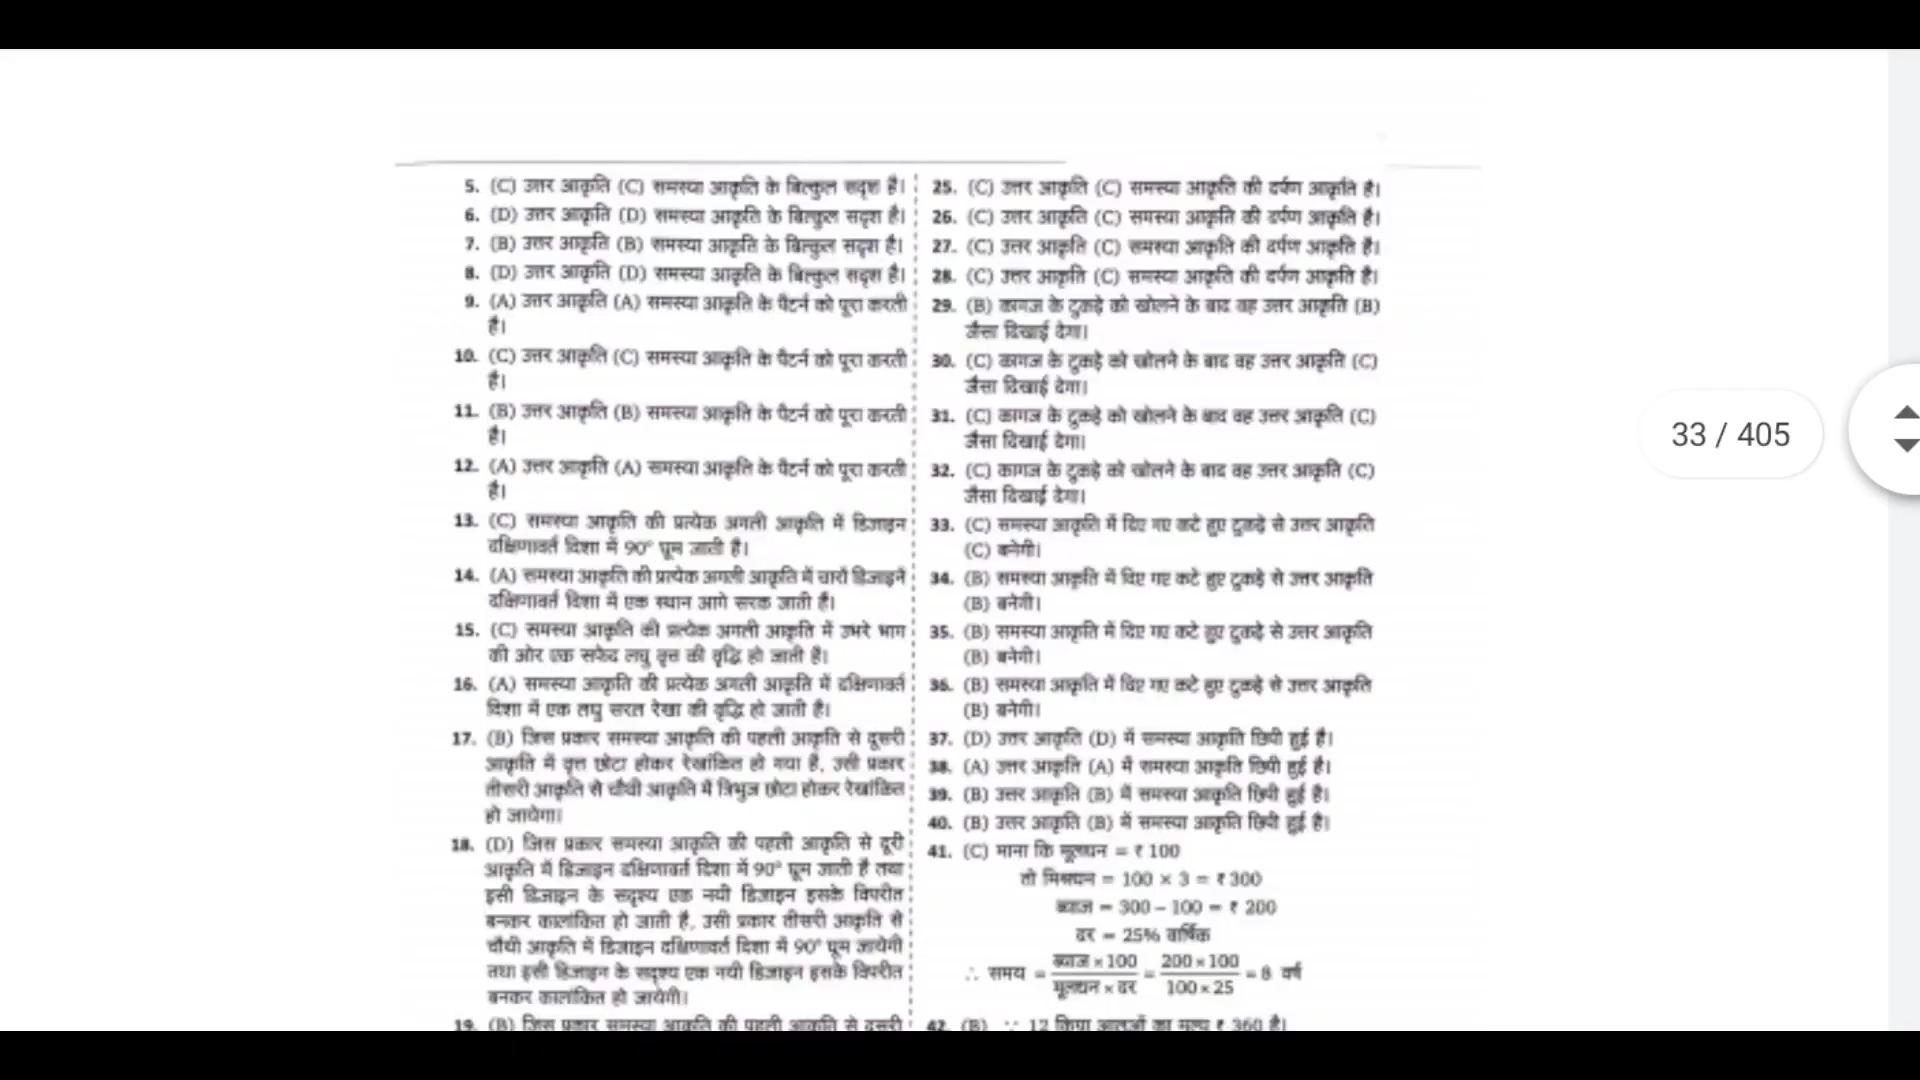 5. (C) उत्तर आकृति (C) समस्या आकृति के बिल्कुल सदृश है।
6. (D) उत्तर आकृति (D) समस्या आकृति के बिल्कुल सदृश है।
7. (B) उत्तर आकृति (B) समस्या आकृति के बिल्कुल सदृश है।
8. (D) उत्तर आकृति (D) समस्या आकृति के बिल्कुल सदृश है।
9. (A) उत्तर आकृति (A) समस्या आकृति के पैटर्न को पूरा करती
है।
10. (C) उत्तर आकृति (C) समस्या आकृति के पैटर्न को पूरा करती
है।
11. (B) उत्तर आकृति (B) समस्या आकृति के पैटर्न को पूरा करती
है।
12. (A) उत्तर आकृति (A) समस्या आकृति के पैटर्न को पूरा करती
है।
13. (C) समस्या आकृति की प्रत्येक अगली आकृति में डिजाइन
दक्षिणावर्त दिशा में 90° घूम जाती है।
14. (A) समस्या आकृति की प्रत्येक अगली आकृति में चारों डिजाइनें
दक्षिणावर्त दिशा में एक स्थान आगे सरक जाती हैं।
15. (C) समस्या आकृति की प्रत्येक अगली आकृति में उभरे भाग
की ओर एक सफेद लघु वृत्त की वृद्धि हो जाती है।
16. (A) समस्या आकृति की प्रत्येक अगली आकृति में दक्षिणावर्त
दिशा में एक लघु सरल रेखा की वृद्धि हो जाती है।
17. (B) जिस प्रकार समस्या आकृति की पहली आकृति से दूसरी
आकृति में वृत्त छोटा होकर रेखांकित हो गया है, उसी प्रकार
तीसरी आकृति से चौथी आकृति में त्रिभुज छोटा होकर रेखांकित
हो जायेगा।
18. (D) जिस प्रकार समस्या आकृति की पहली आकृति से दूरी
आकृति में डिजाइन दक्षिणावर्त दिशा में 90° घूम जाती है तथा
इसी डिजाइन के सदृश्य एक नयी डिजाइन इसके विपरीत
बनकर कालांकित हो जाती है, उसी प्रकार तीसरी आकृति से
चौथी आकृति में डिजाइन दक्षिणावर्त दिशा में 90° घूम जायेगी
तथा इसी डिजाइन के सदृश्य एक नयी डिजाइन इसके विपरीत
बनकर कालांकित हो जायेगी।
19. (B) जिस प्रकार समस्या आकृति की पहली आकृति से दूसरी
25. (C) उत्तर आकृति (C) समस्या आकृति की दर्पण आकृति है।
26. (C) उत्तर आकृति (C) समस्या आकृति की दर्पण आकृति है।
27. (C) उत्तर आकृति (C) समस्या आकृति की दर्पण आकृति है।
28. (C) उत्तर आकृति (C) समस्या आकृति की दर्पण आकृति है।
29. (B) कागज के टुकड़े को खोलने के बाद वह उत्तर आकृति (B)
जैसा दिखाई देगा।
30. (C) कागज के टुकड़े को खोलने के बाद वह उत्तर आकृति (C)
जैसा दिखाई देगा।
31. (C) कागज के टुकड़े को खोलने के बाद वह उत्तर आकृति (C)
जैसा दिखाई देगा।
32. (C) कागज के टुकड़े को खोलने के बाद वह उत्तर आकृति (C)
जैसा दिखाई देगा।
33. (C) समस्या आकृति में दिए गए कटे हुए टुकड़े से उत्तर आकृति
(C) बनेगी।
34. (B) समस्या आकृति में दिए गए कटे हुए टुकड़े से उत्तर आकृति
(B) बनेगी।
35. (B) समस्या आकृति में दिए गए कटे हुए टुकड़े से उत्तर आकृति
(B) बनेगी।
36. (B) समस्या आकृति में दिए गए कटे हुए टुकड़े से उत्तर आकृति
(B) बनेगी।
37. (D) उत्तर आकृति (D) में समस्या आकृति छिपी हुई है।
38. (A) उत्तर आकृति (A) में समस्या आकृति छिपी हुई है।
39. (B) उत्तर आकृति (B) में समस्या आकृति छिपी हुई है।
40. (B) उत्तर आकृति (B) में समस्या आकृति छिपी हुई है।
41. (C) माना कि मूलधन = ₹ 100
तो मिश्रधन = 100 × 3 = ₹ 300
ब्याज = 300 – 100 = ₹ 200
दर = 25% वार्षिक
∴ समय = ब्याज × 100 / मूलधन × दर = 200 × 100 / 100 × 25 = 8 वर्ष
42. (B) ∵ 12 किग्रा आलुओं का मूल्य ₹ 360 है।
33 / 405